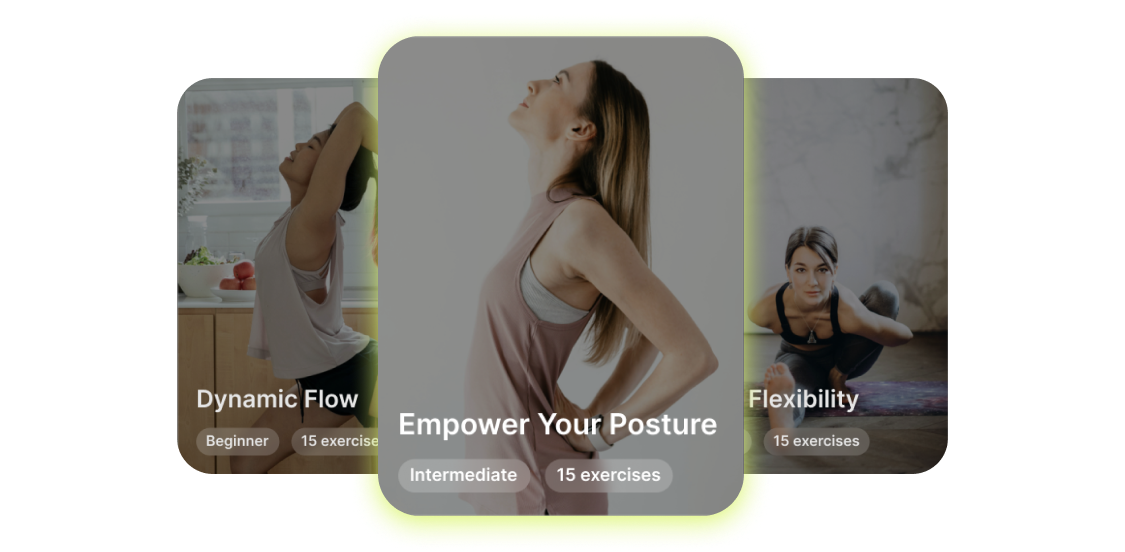 Dynamic Flow
Beginner
15 exercise
Empower Your Posture
Intermediate
15 exercises
Flexibility
15 exercises